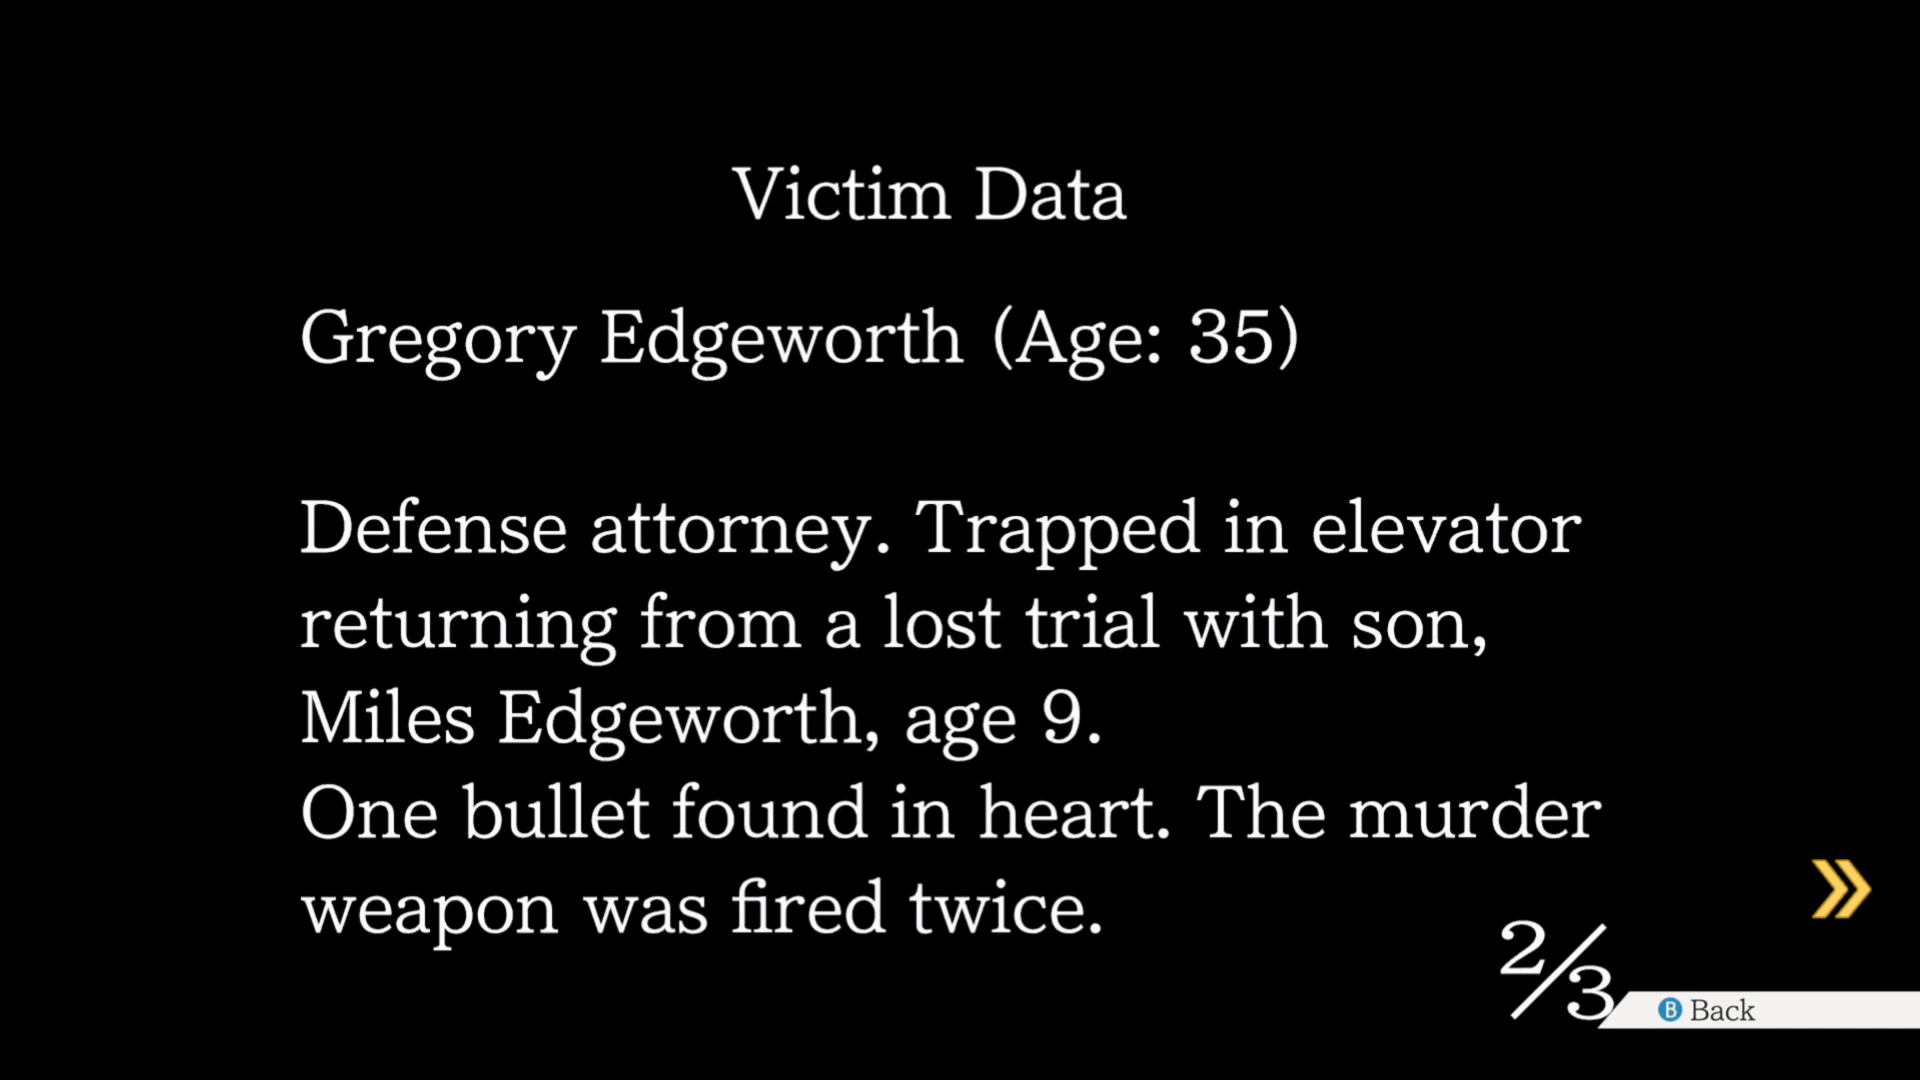 Victim Data
Gregory Edgeworth (Age: 35)
Defense attorney. Trapped in elevator
returning from a lost trial with son,
Miles Edgeworth, age 9.
One bullet found in heart. The murder
weapon was fired twice.
2/3
B Back